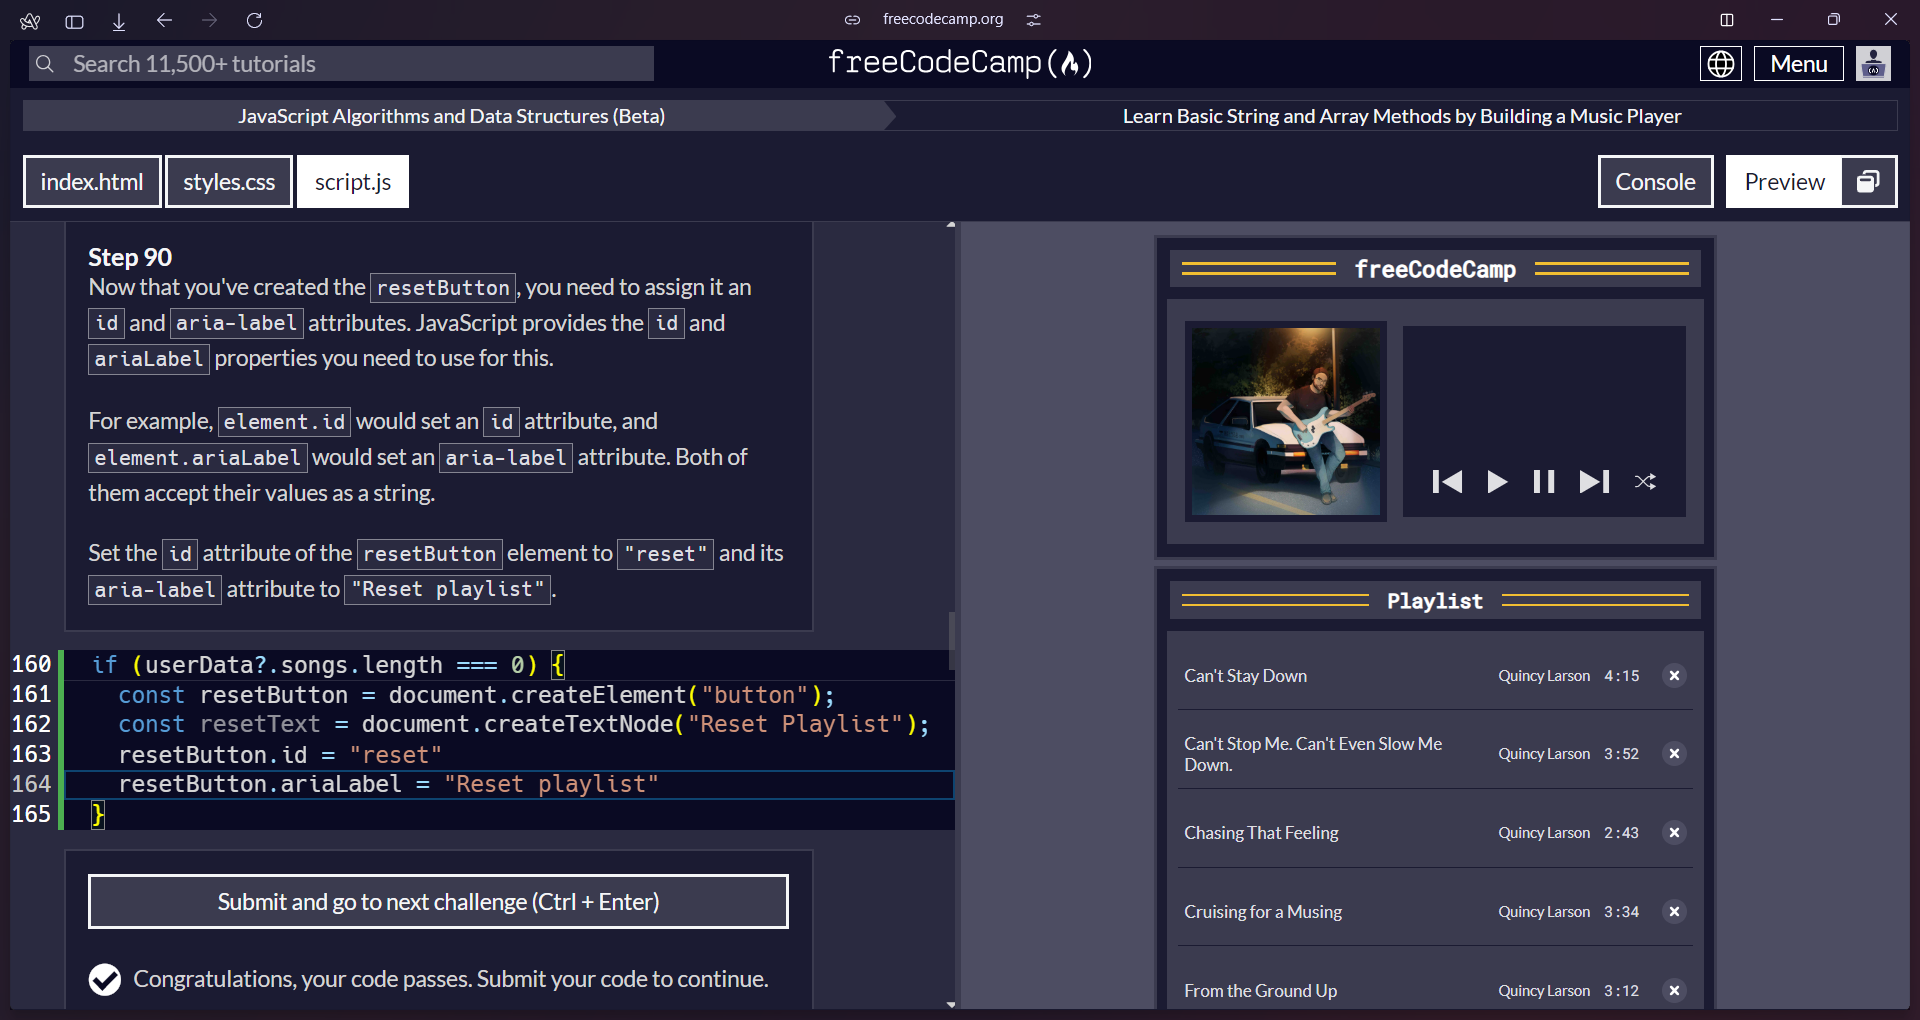 freecodecamp.org
Search 11,500+ tutorials
freeCodeCamp
Menu
JavaScript Algorithms and Data Structures (Beta)
Learn Basic String and Array Methods by Building a Music Player
index.html
styles.css
script.js
Console
Preview
Step 90
Now that you've created the resetButton, you need to assign it an
id and aria-label attributes. JavaScript provides the id and
ariaLabel properties you need to use for this.
For example, element.id would set an id attribute, and
element.ariaLabel would set an aria-label attribute. Both of
them accept their values as a string.
Set the id attribute of the resetButton element to "reset" and its
aria-label attribute to "Reset playlist".
160 if (userData?.songs.length === 0) {
161 const resetButton = document.createElement("button");
162 const resetText = document.createTextNode("Reset Playlist");
163 resetButton.id = "reset"
164 resetButton.ariaLabel = "Reset playlist"
165 }
Submit and go to next challenge (Ctrl + Enter)
Congratulations, your code passes. Submit your code to continue.
freeCodeCamp
Playlist
Can't Stay Down Quincy Larson 4:15
Can't Stop Me. Can't Even Slow Me
Down. Quincy Larson 3:52
Chasing That Feeling Quincy Larson 2:43
Cruising for a Musing Quincy Larson 3:34
From the Ground Up Quincy Larson 3:12